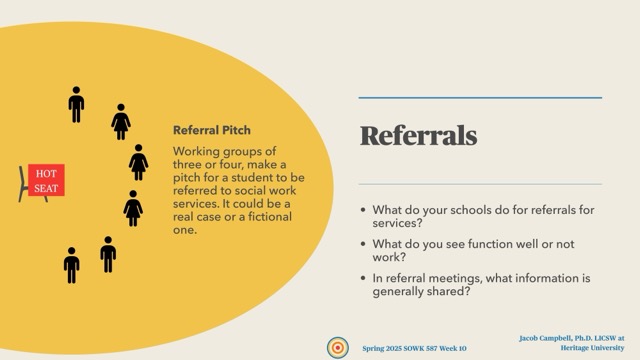 HOT
SEAT
Referral Pitch
Working groups of
three or four, make a
pitch for a student to be
referred to social work
services. It could be a
real case or a fictional
one.
Referrals
• What do your schools do for referrals for
services?
• What do you see function well or not
work?
• In referral meetings, what information is
generally shared?
Spring 2025 SOWK 587 Week 10
Jacob Campbell, Ph.D. LICSW at
Heritage University